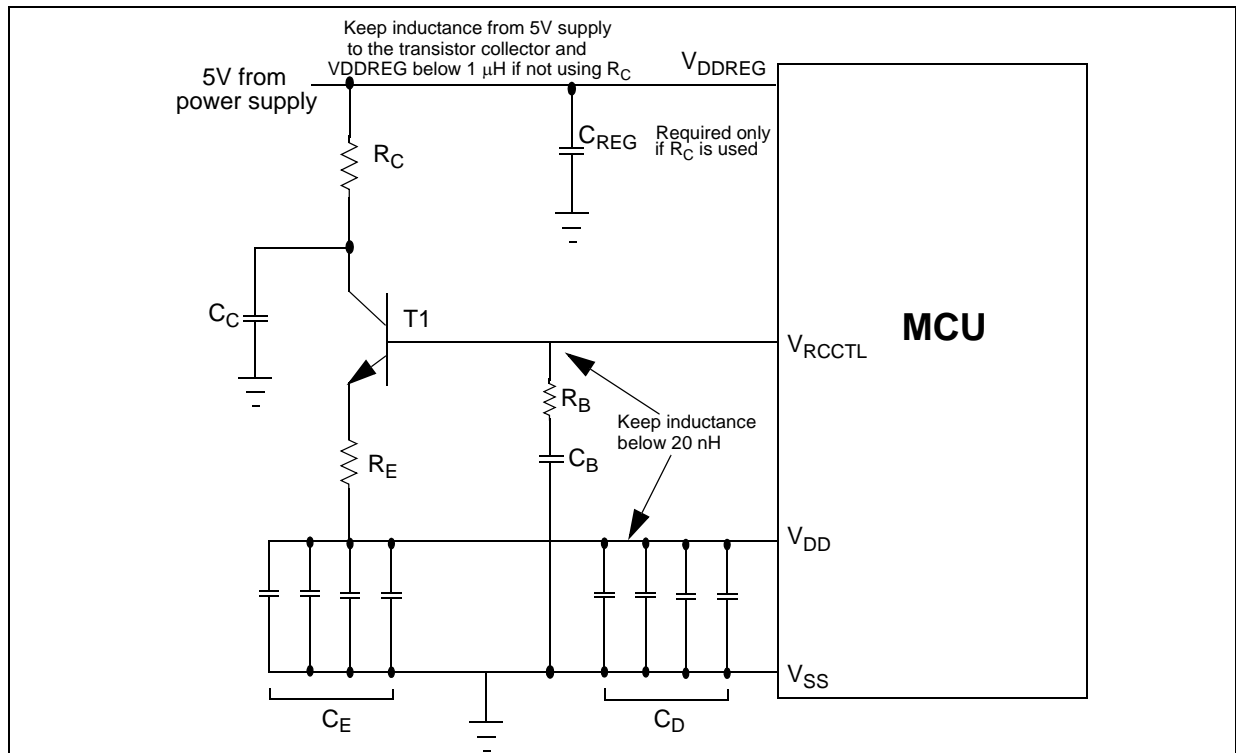 Keep inductance from 5V supply
to the transistor collector and
VDDREG below 1 μH if not using RC
VDDREG
5V from
power supply
CREG
Required only
if RC is used
RC
CC
T1
VRCCTL
MCU
RB
Keep inductance
below 20 nH
CB
RE
VDD
VSS
CE
CD